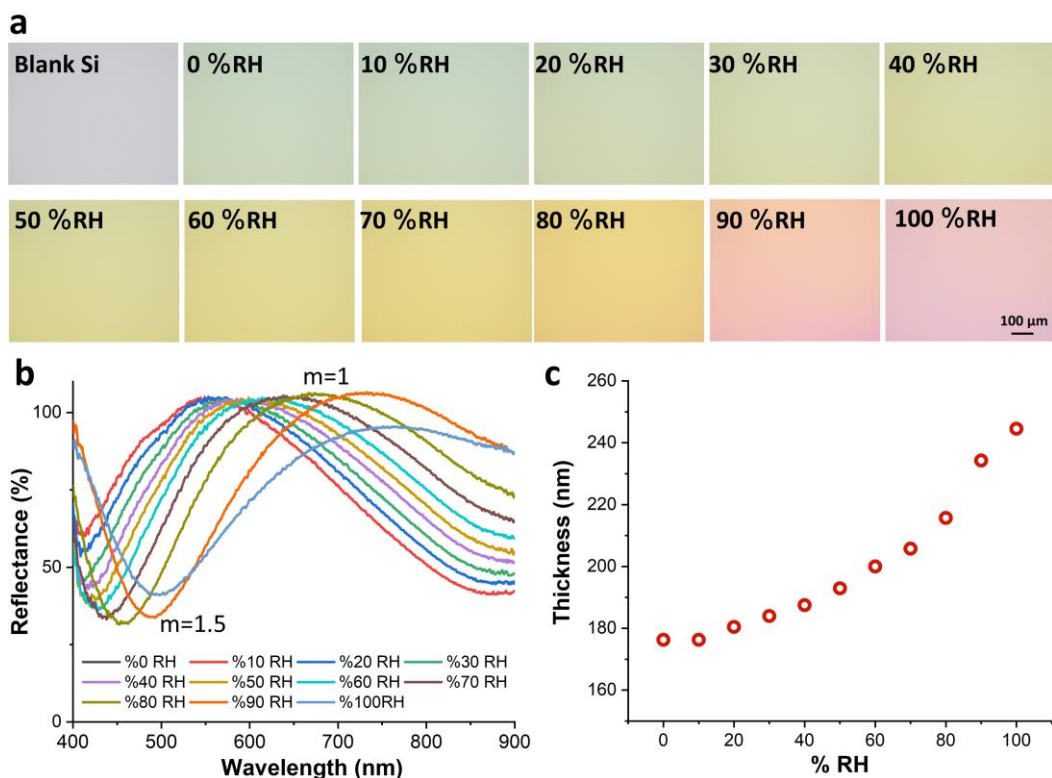 a
Blank Si
0 %RH
10 %RH
20 %RH
30 %RH
40 %RH
50 %RH
60 %RH
70 %RH
80 %RH
90 %RH
100 %RH
100 µm
b
m=1
m=1.5
Reflectance (%)
100
50
0
%0 RH %10 RH %20 RH %30 RH
%40 RH %50 RH %60 RH %70 RH
%80 RH %90 RH %100RH
400 500 600 700 800 900
Wavelength (nm)
c
Thickness (nm)
260
240
220
200
180
160
0 20 40 60 80 100
% RH